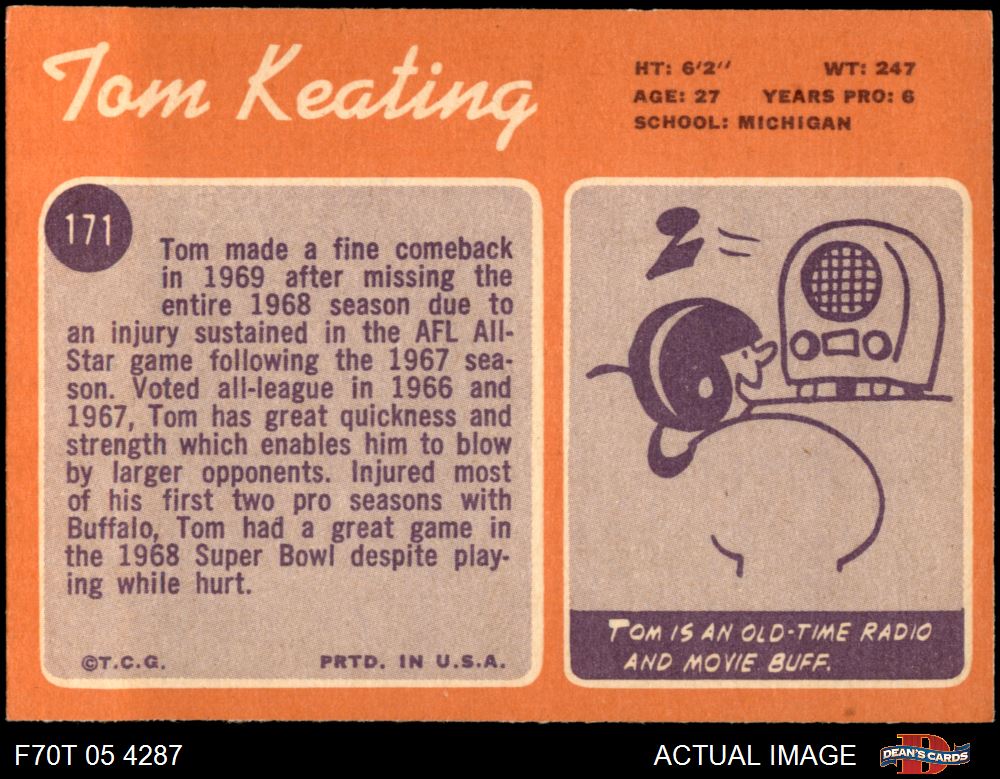 Tom Keating
HT: 6'2" WT: 247
AGE: 27 YEARS PRO: 6
SCHOOL: MICHIGAN
171
Tom made a fine comeback
in 1969 after missing the
entire 1968 season due to
an injury sustained in the AFL All-
Star game following the 1967 sea-
son. Voted all-league in 1966 and
1967, Tom has great quickness and
strength which enables him to blow
by larger opponents. Injured most
of his first two pro seasons with
Buffalo, Tom had a great game in
the 1968 Super Bowl despite play-
ing while hurt.
©T.C.G. PRTD. IN U.S.A.
TOM IS AN OLD-TIME RADIO
AND MOVIE BUFF.
F70T 05 4287
ACTUAL IMAGE
DEAN'S CARDS